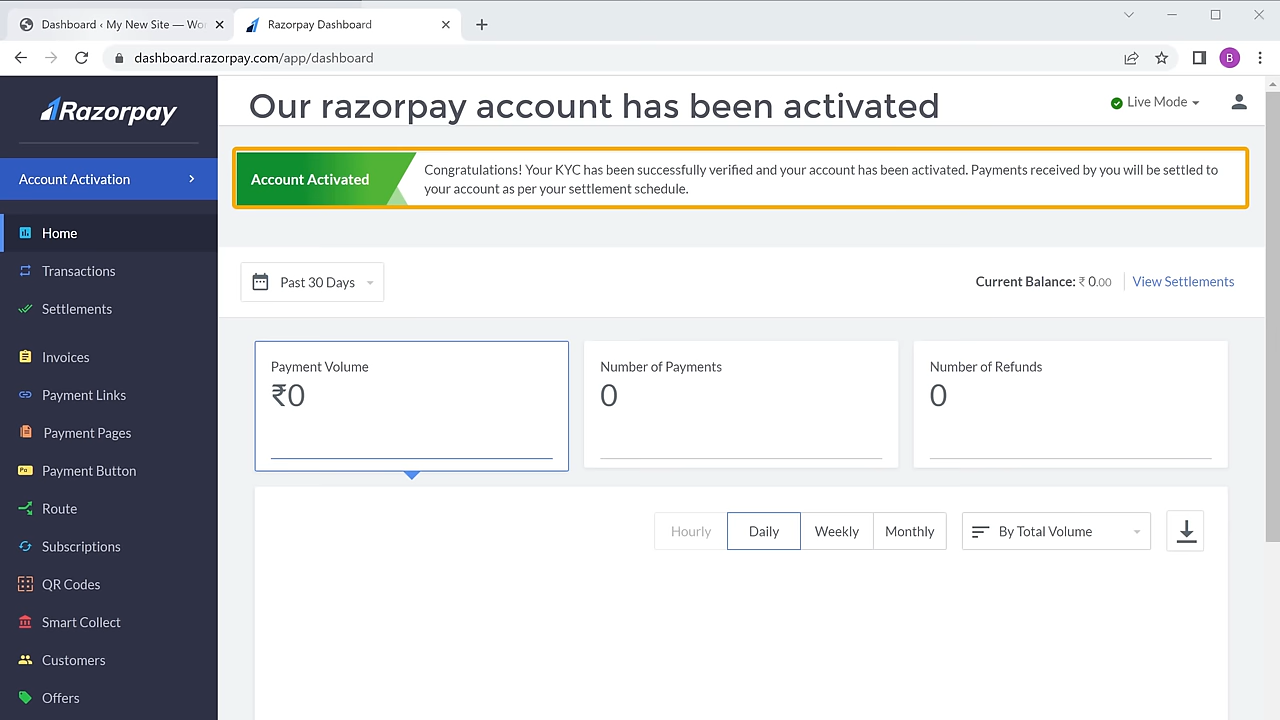 Dashboard ‹ My New Site — Wo
Razorpay Dashboard
dashboard.razorpay.com/app/dashboard
B
Razorpay
Our razorpay account has been activated
Live Mode
Account Activation
Account Activated
Congratulations! Your KYC has been successfully verified and your account has been activated. Payments received by you will be settled to
your account as per your settlement schedule.
Home
Transactions
Settlements
Invoices
Payment Links
Payment Pages
Payment Button
Route
Subscriptions
QR Codes
Smart Collect
Customers
Offers
Past 30 Days
Current Balance: ₹ 0.00
View Settlements
Payment Volume
₹0
Number of Payments
0
Number of Refunds
0
Hourly
Daily
Weekly
Monthly
By Total Volume